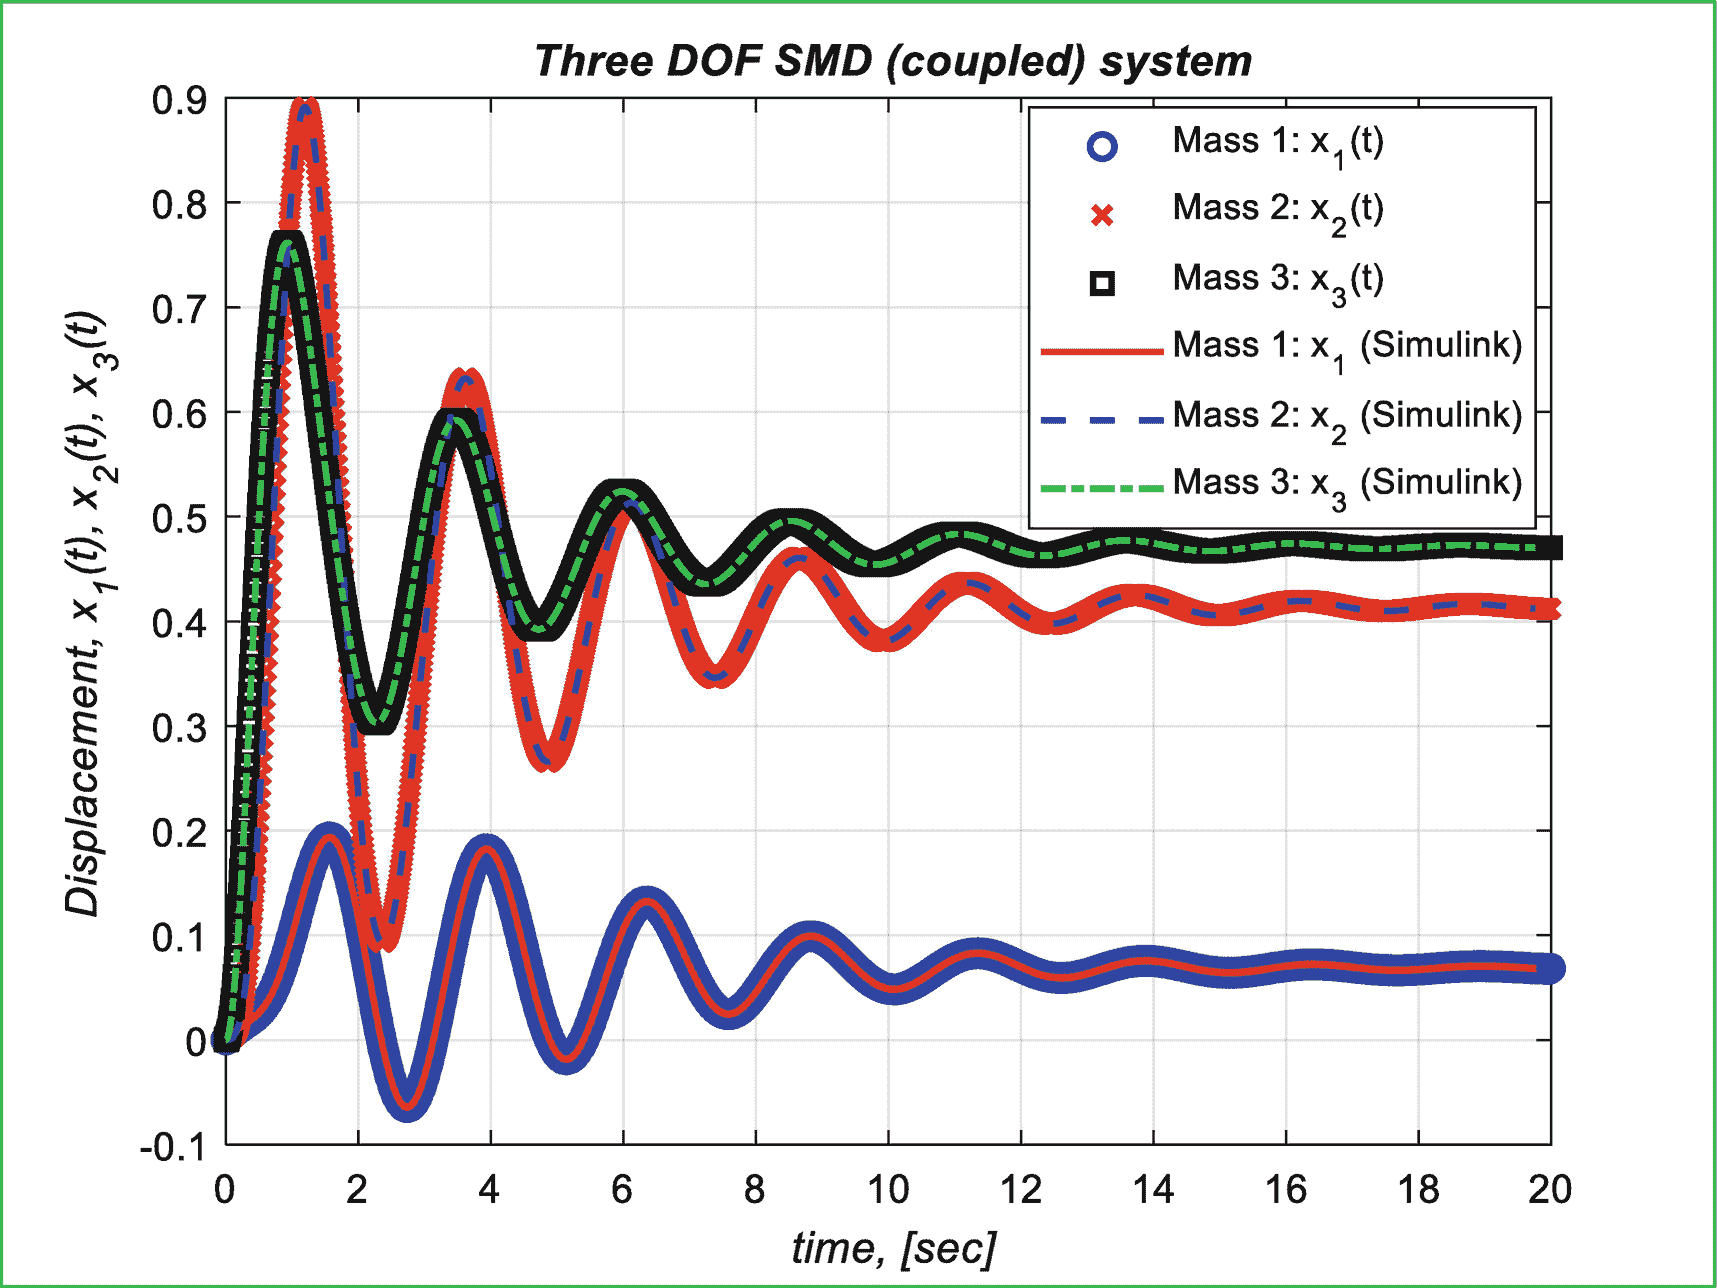 Three DOF SMD (coupled) system
Displacement, x₁(t), x₂(t), x₃(t)
0.9
0.8
0.7
0.6
0.5
0.4
0.3
0.2
0.1
0
-0.1
Mass 1: x₁(t)
Mass 2: x₂(t)
Mass 3: x₃(t)
Mass 1: x₁ (Simulink)
Mass 2: x₂ (Simulink)
Mass 3: x₃ (Simulink)
0 2 4 6 8 10 12 14 16 18 20
time, [sec]